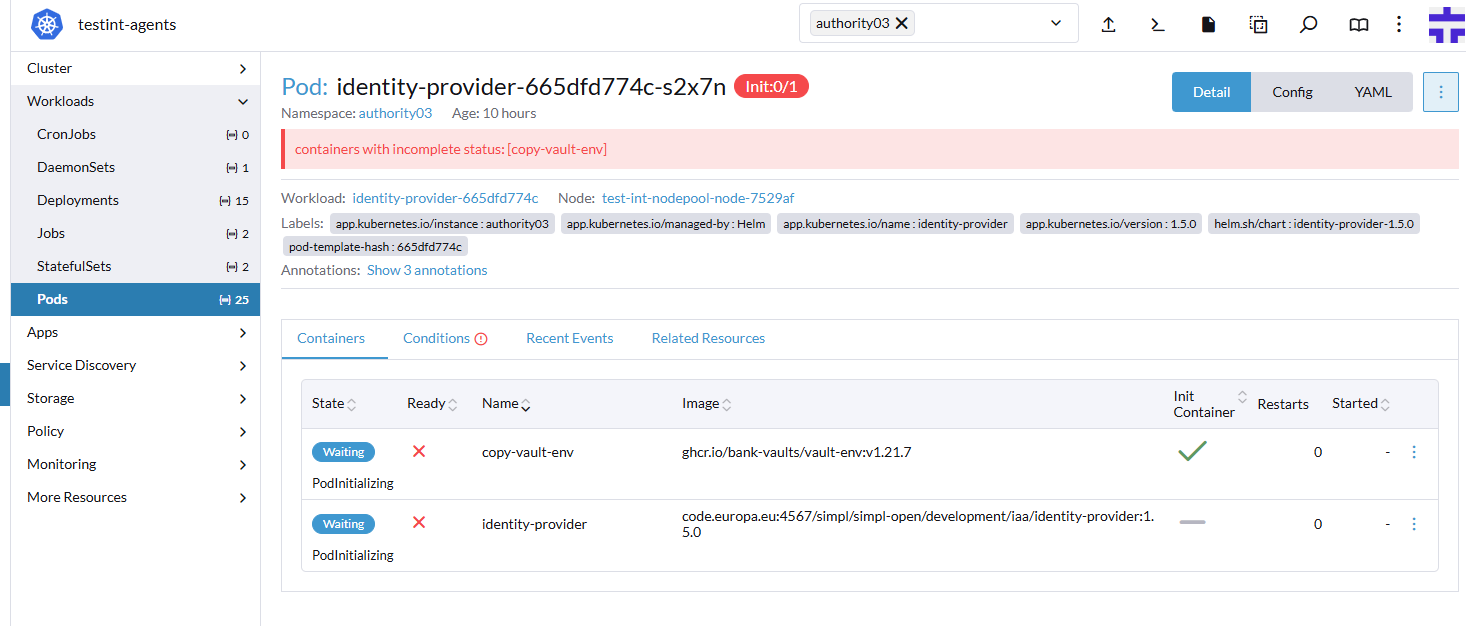 testint-agents
authority03
Cluster
Workloads
CronJobs 0
DaemonSets 1
Deployments 15
Jobs 2
StatefulSets 2
Pods 25
Apps
Service Discovery
Storage
Policy
Monitoring
More Resources
Pod: identity-provider-665dfd774c-s2x7n Init:0/1
Detail Config YAML
Namespace: authority03 Age: 10 hours
containers with incomplete status: [copy-vault-env]
Workload: identity-provider-665dfd774c Node: test-int-nodepool-node-7529af
Labels: app.kubernetes.io/instance : authority03 app.kubernetes.io/managed-by : Helm app.kubernetes.io/name : identity-provider app.kubernetes.io/version : 1.5.0 helm.sh/chart : identity-provider-1.5.0
pod-template-hash : 665dfd774c
Annotations: Show 3 annotations
Containers Conditions Recent Events Related Resources
State Ready Name Image Init Container Restarts Started
Waiting copy-vault-env ghcr.io/bank-vaults/vault-env:v1.21.7 0 -
PodInitializing
Waiting identity-provider code.europa.eu:4567/simpl/simpl-open/development/iaa/identity-provider:1. 0 -
5.0
PodInitializing